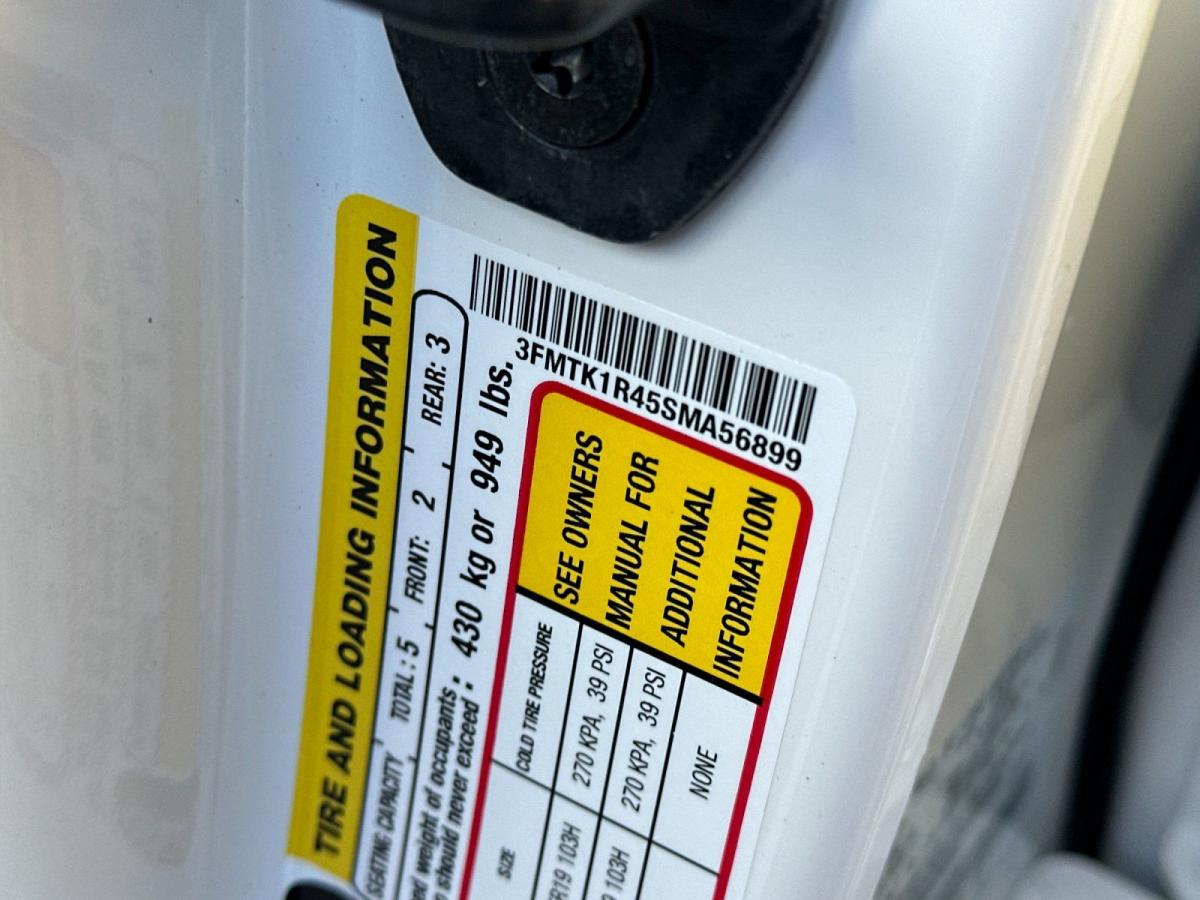 TIRE AND LOADING INFORMATION
SEATING CAPACITY TOTAL: 5 FRONT: 2 REAR: 3
weight of occupants :
should never exceed : 430 kg or 949 lbs.
3FMTK1R45SMA56899
SIZE COLD TIRE PRESSURE
R19 103H 270 KPA, 39 PSI
103H 270 KPA, 39 PSI
NONE
SEE OWNERS
MANUAL FOR
ADDITIONAL
INFORMATION